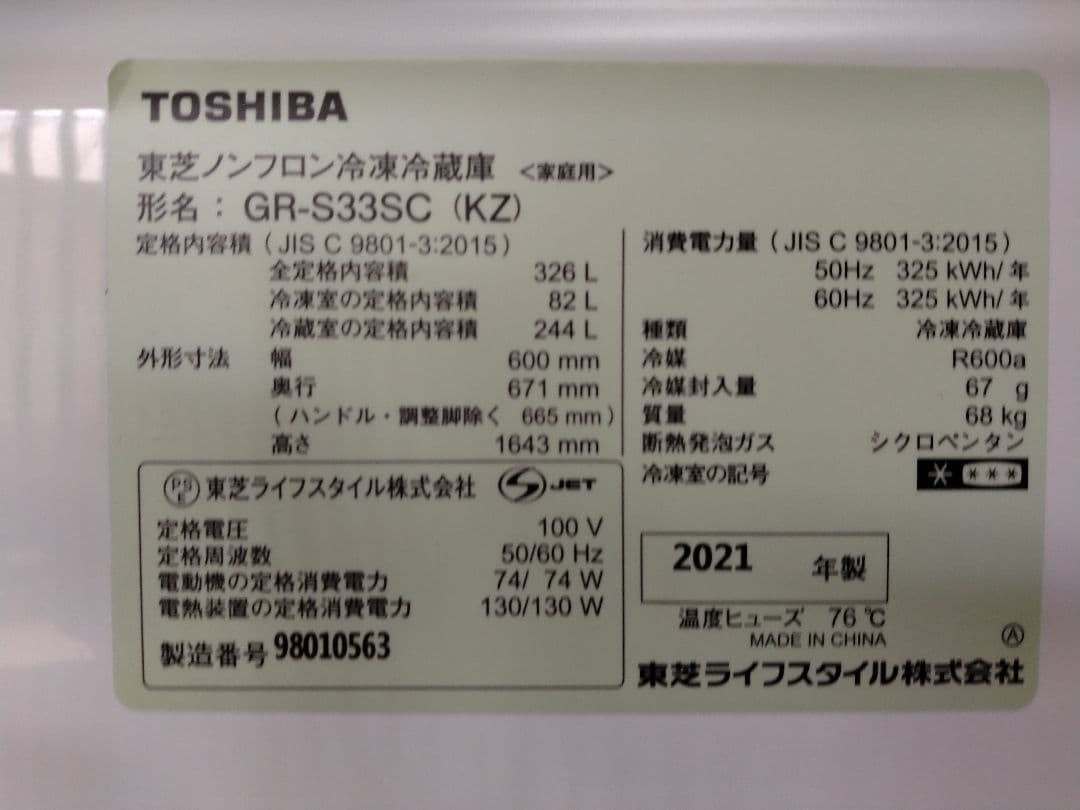 TOSHIBA
東芝ノンフロン冷凍冷蔵庫 <家庭用>
形名: GR-S33SC (KZ)
定格内容積 (JIS C 9801-3:2015)
全定格内容積 326 L
冷凍室の定格内容積 82 L
冷蔵室の定格内容積 244 L
外形寸法 幅 600 mm
奥行 671 mm
(ハンドル・調整脚除く 665 mm)
高さ 1643 mm
消費電力量 (JIS C 9801-3:2015)
50Hz 325 kWh/年
60Hz 325 kWh/年
種類 冷凍冷蔵庫
冷媒 R600a
冷媒封入量 67 g
質量 68 kg
断熱発泡ガス シクロペンタン
冷凍室の記号 * ***
PSE 東芝ライフスタイル株式会社 JET
定格電圧 100 V
定格周波数 50/60 Hz
電動機の定格消費電力 74/ 74 W
電熱装置の定格消費電力 130/130 W
製造番号 98010563
2021 年製
温度ヒューズ 76 ℃
MADE IN CHINA Ⓐ
東芝ライフスタイル株式会社